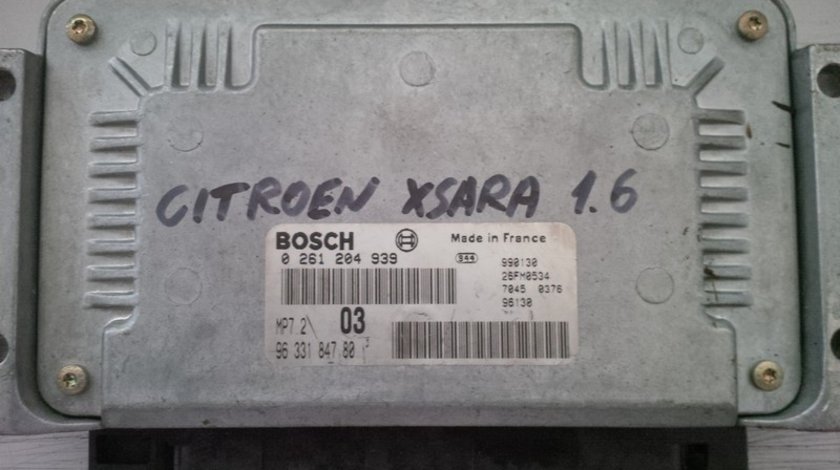 CITROEN XSARA 1.6
BOSCH Made in France
0 261 204 939
S44
990130
26FM0534
7045 0376
96130
MP7 2 03
96 331 847 80